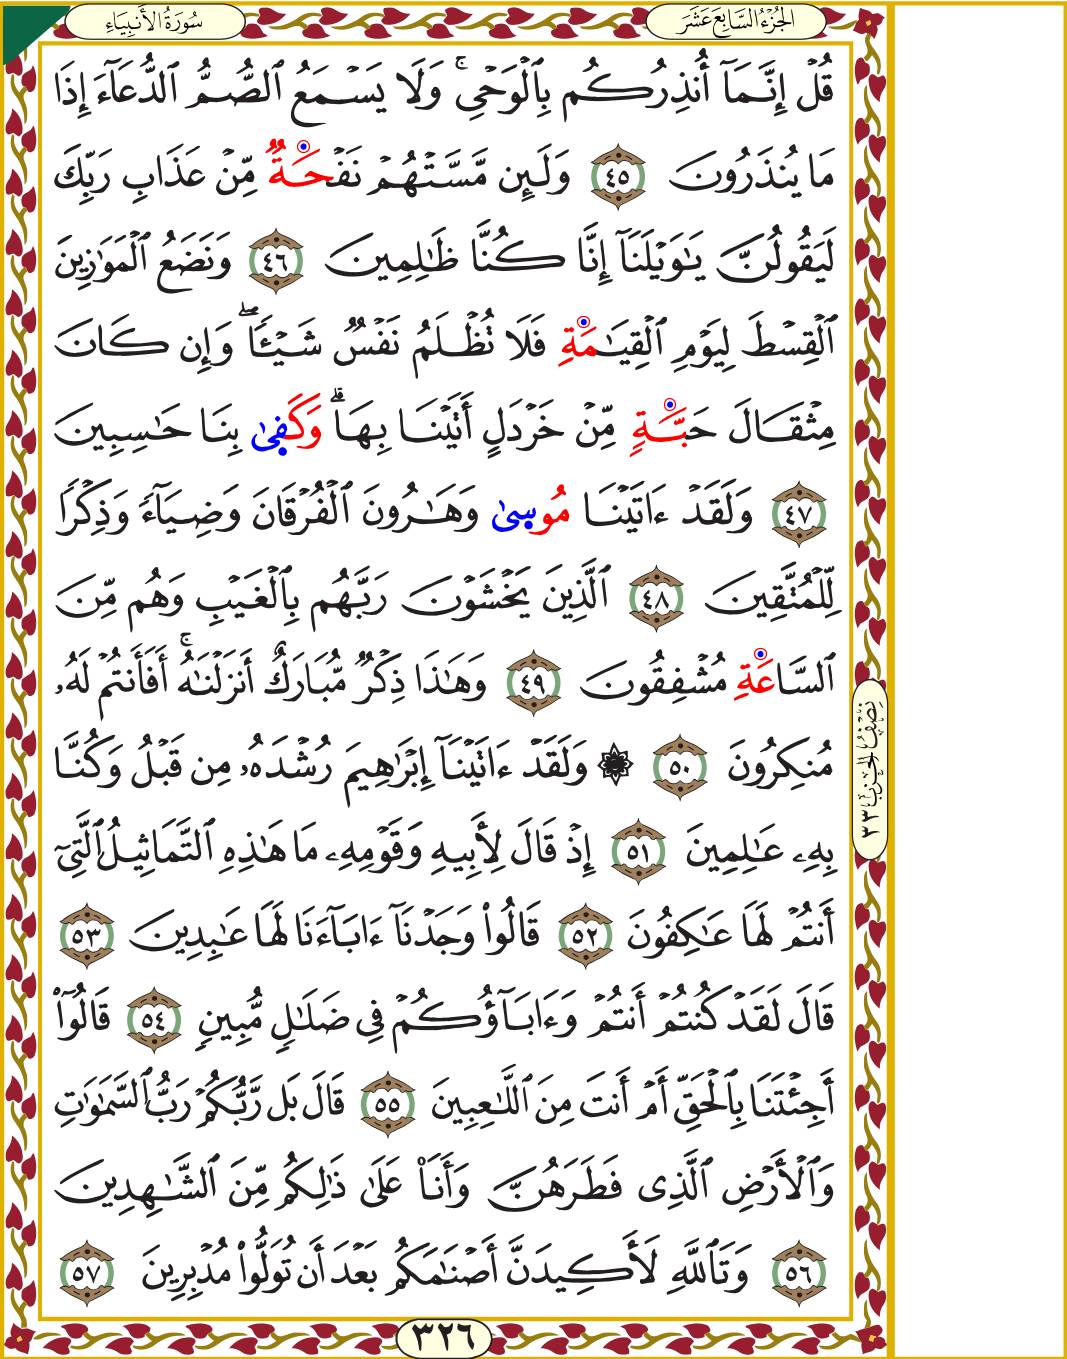 الجُزْءُ السَّابِعَ عَشَرَ
سُورَةُ الأَنبِيَاءِ
قُلْ إِنَّمَآ أُنذِرُكُم بِٱلْوَحْىِ ۚ وَلَا يَسْمَعُ ٱلصُّمُّ ٱلدُّعَآءَ إِذَا
مَا يُنذَرُونَ ٤٥ وَلَئِن مَّسَّتْهُمْ نَفْحَةٌ مِّنْ عَذَابِ رَبِّكَ
لَيَقُولُنَّ يَـٰوَيْلَنَآ إِنَّا كُنَّا ظَـٰلِمِينَ ٤٦ وَنَضَعُ ٱلْمَوَٰزِينَ
ٱلْقِسْطَ لِيَوْمِ ٱلْقِيَـٰمَةِ فَلَا تُظْلَمُ نَفْسٌ شَيْـًٔا ۖ وَإِن كَانَ
مِثْقَالَ حَبَّةٍ مِّنْ خَرْدَلٍ أَتَيْنَا بِهَا ۗ وَكَفِىٰ بِنَا حَـٰسِبِينَ
٤٧ وَلَقَدْ ءَاتَيْنَا مُوسِىٰ وَهَـٰرُونَ ٱلْفُرْقَانَ وَضِيَآءً وَذِكْرًا
لِّلْمُتَّقِينَ ٤٨ ٱلَّذِينَ يَخْشَوْنَ رَبَّهُم بِٱلْغَيْبِ وَهُم مِّنَ
ٱلسَّاعَةِ مُشْفِقُونَ ٤٩ وَهَـٰذَا ذِكْرٌ مُّبَارَكٌ أَنزَلْنَـٰهُ ۚ أَفَأَنتُمْ لَهُۥ
مُنكِرُونَ ٥٠ ۞ وَلَقَدْ ءَاتَيْنَآ إِبْرَٰهِيمَ رُشْدَهُۥ مِن قَبْلُ وَكُنَّا
نِصْفُ الحِزْبِ ٣٣
بِهِۦ عَـٰلِمِينَ ٥١ إِذْ قَالَ لِأَبِيهِ وَقَوْمِهِۦ مَا هَـٰذِهِ ٱلتَّمَاثِيلُ ٱلَّتِىٓ
أَنتُمْ لَهَا عَـٰكِفُونَ ٥٢ قَالُوا۟ وَجَدْنَآ ءَابَآءَنَا لَهَا عَـٰبِدِينَ ٥٣
قَالَ لَقَدْ كُنتُمْ أَنتُمْ وَءَابَآؤُكُمْ فِى ضَلَـٰلٍ مُّبِينٍ ٥٤ قَالُوٓا۟
أَجِئْتَنَا بِٱلْحَقِّ أَمْ أَنتَ مِنَ ٱللَّـٰعِبِينَ ٥٥ قَالَ بَل رَّبُّكُمْ رَبُّ ٱلسَّمَـٰوَٰتِ
وَٱلْأَرْضِ ٱلَّذِى فَطَرَهُنَّ وَأَنَا۠ عَلَىٰ ذَٰلِكُم مِّنَ ٱلشَّـٰهِدِينَ
٥٦ وَتَٱللَّهِ لَأَكِيدَنَّ أَصْنَـٰمَكُم بَعْدَ أَن تُوَلُّوا۟ مُدْبِرِينَ ٥٧
٣٢٦